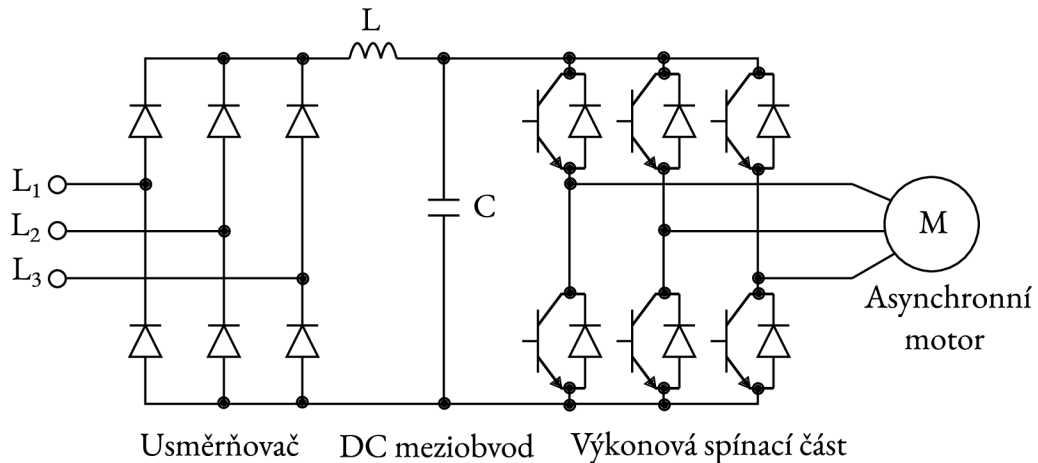 L
L₁
L₂
L₃
C
M
Asynchronní
motor
Usměrňovač
DC meziobvod
Výkonová spínací část